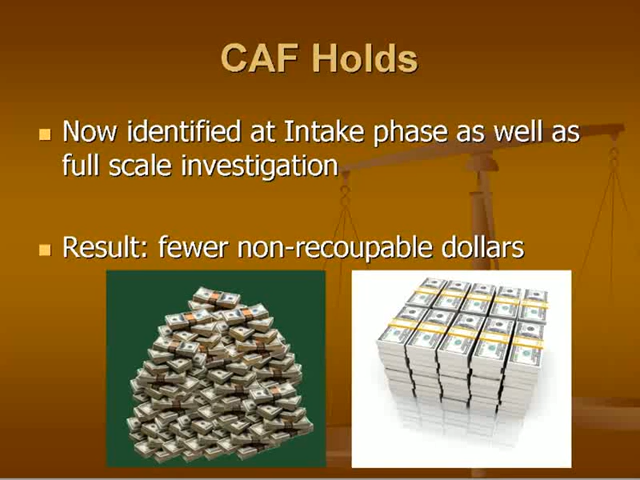 CAF Holds
Now identified at Intake phase as well as
full scale investigation
Result: fewer non-recoupable dollars